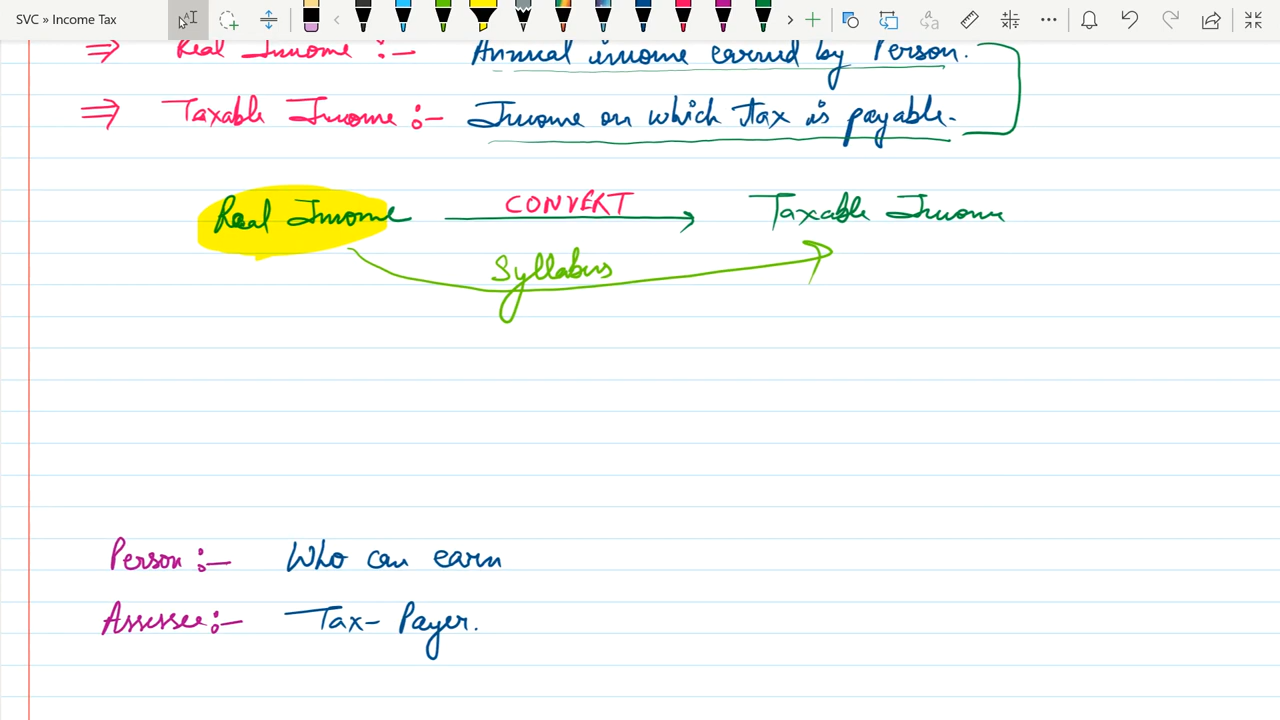 SVC » Income Tax
⇒ Real Income :- Annual income earned by Person.
⇒ Taxable Income :- Income on which Tax is payable.
Real Income CONVERT → Taxable Income
Syllabus
Person :- Who can earn
Assessee :- Tax-Payer.